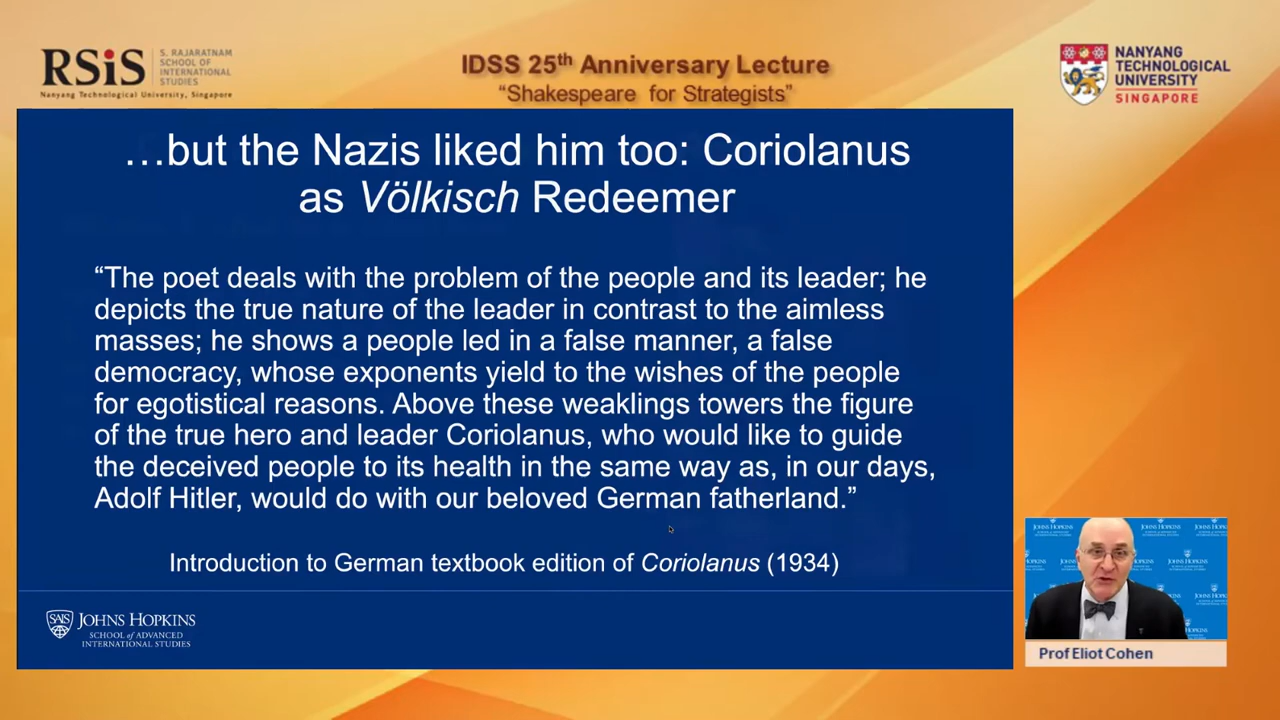 RSiS
S. RAJARATNAM
SCHOOL OF
INTERNATIONAL
STUDIES
Nanyang Technological University, Singapore
IDSS 25th Anniversary Lecture
“Shakespeare for Strategists”
NANYANG
TECHNOLOGICAL
UNIVERSITY
SINGAPORE
…but the Nazis liked him too: Coriolanus
as Völkisch Redeemer
“The poet deals with the problem of the people and its leader; he
depicts the true nature of the leader in contrast to the aimless
masses; he shows a people led in a false manner, a false
democracy, whose exponents yield to the wishes of the people
for egotistical reasons. Above these weaklings towers the figure
of the true hero and leader Coriolanus, who would like to guide
the deceived people to its health in the same way as, in our days,
Adolf Hitler, would do with our beloved German fatherland.”
Introduction to German textbook edition of Coriolanus (1934)
SAIS
JOHNS HOPKINS
SCHOOL of ADVANCED
INTERNATIONAL STUDIES
JOHNS HOPKINS
Prof Eliot Cohen